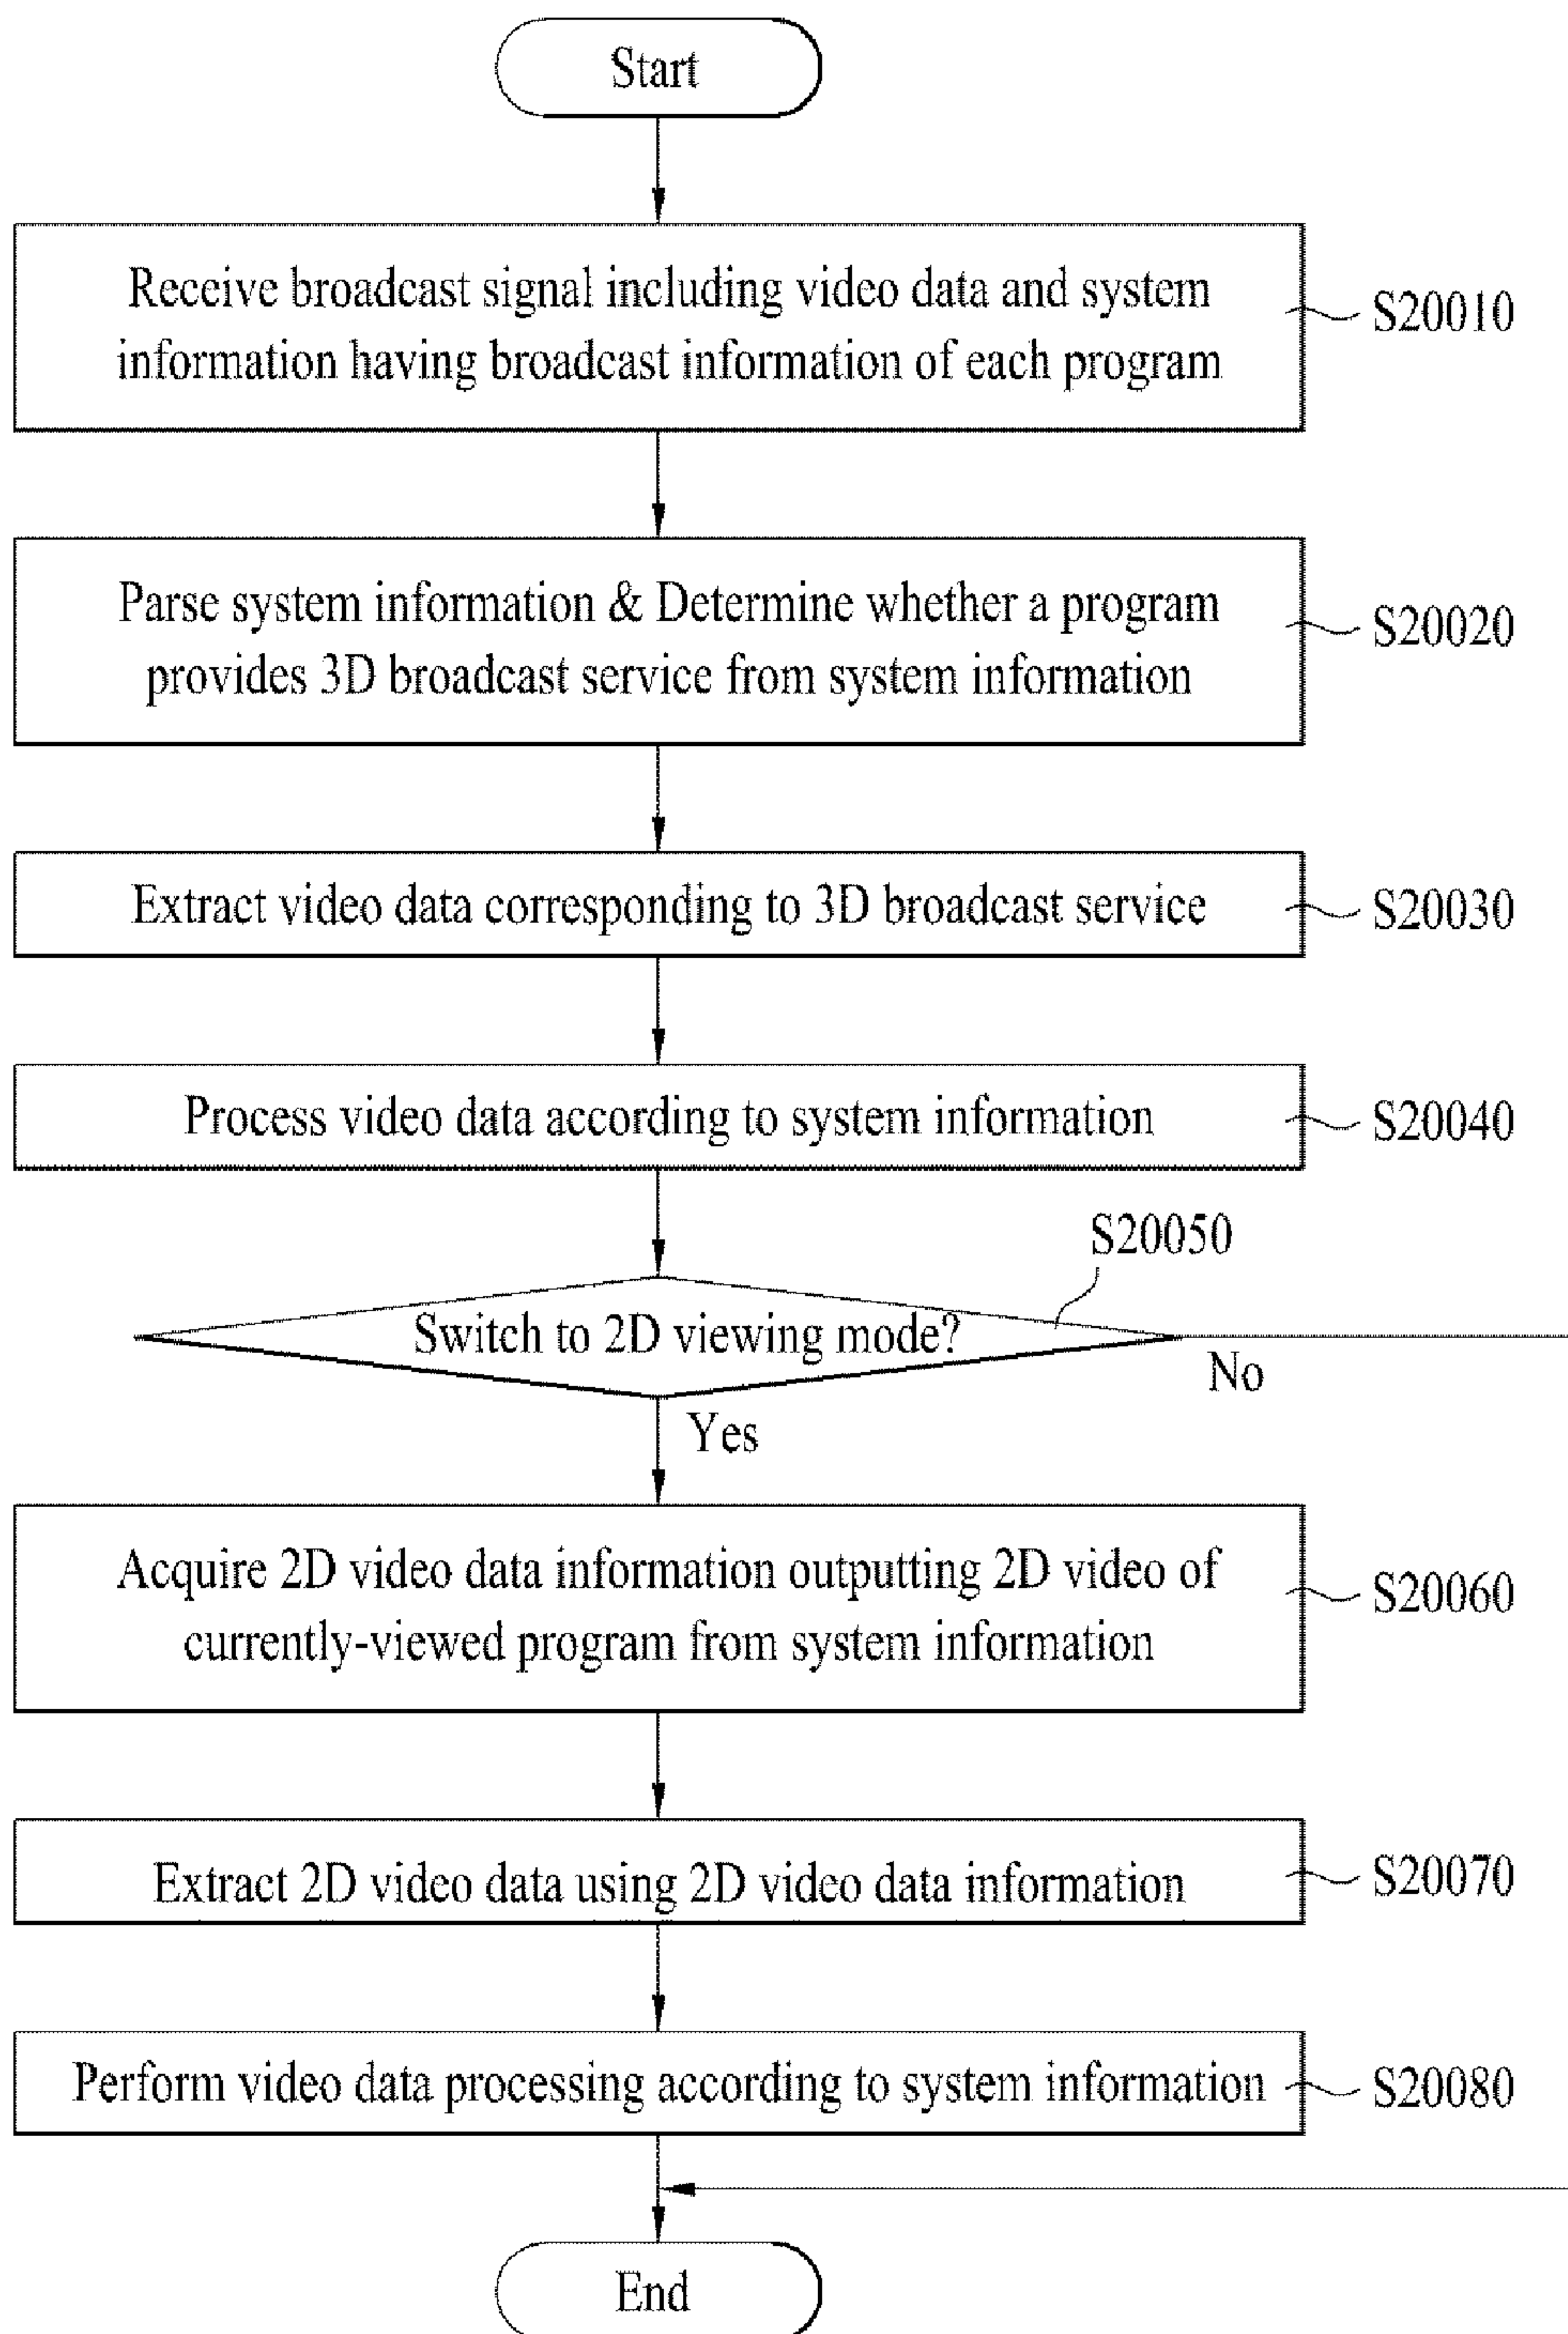 Start
Receive broadcast signal including video data and system
information having broadcast information of each program
S20010
Parse system information & Determine whether a program
provides 3D broadcast service from system information
S20020
Extract video data corresponding to 3D broadcast service
S20030
Process video data according to system information
S20040
S20050
Switch to 2D viewing mode?
No
Yes
Acquire 2D video data information outputting 2D video of
currently-viewed program from system information
S20060
Extract 2D video data using 2D video data information
S20070
Perform video data processing according to system information
S20080
End